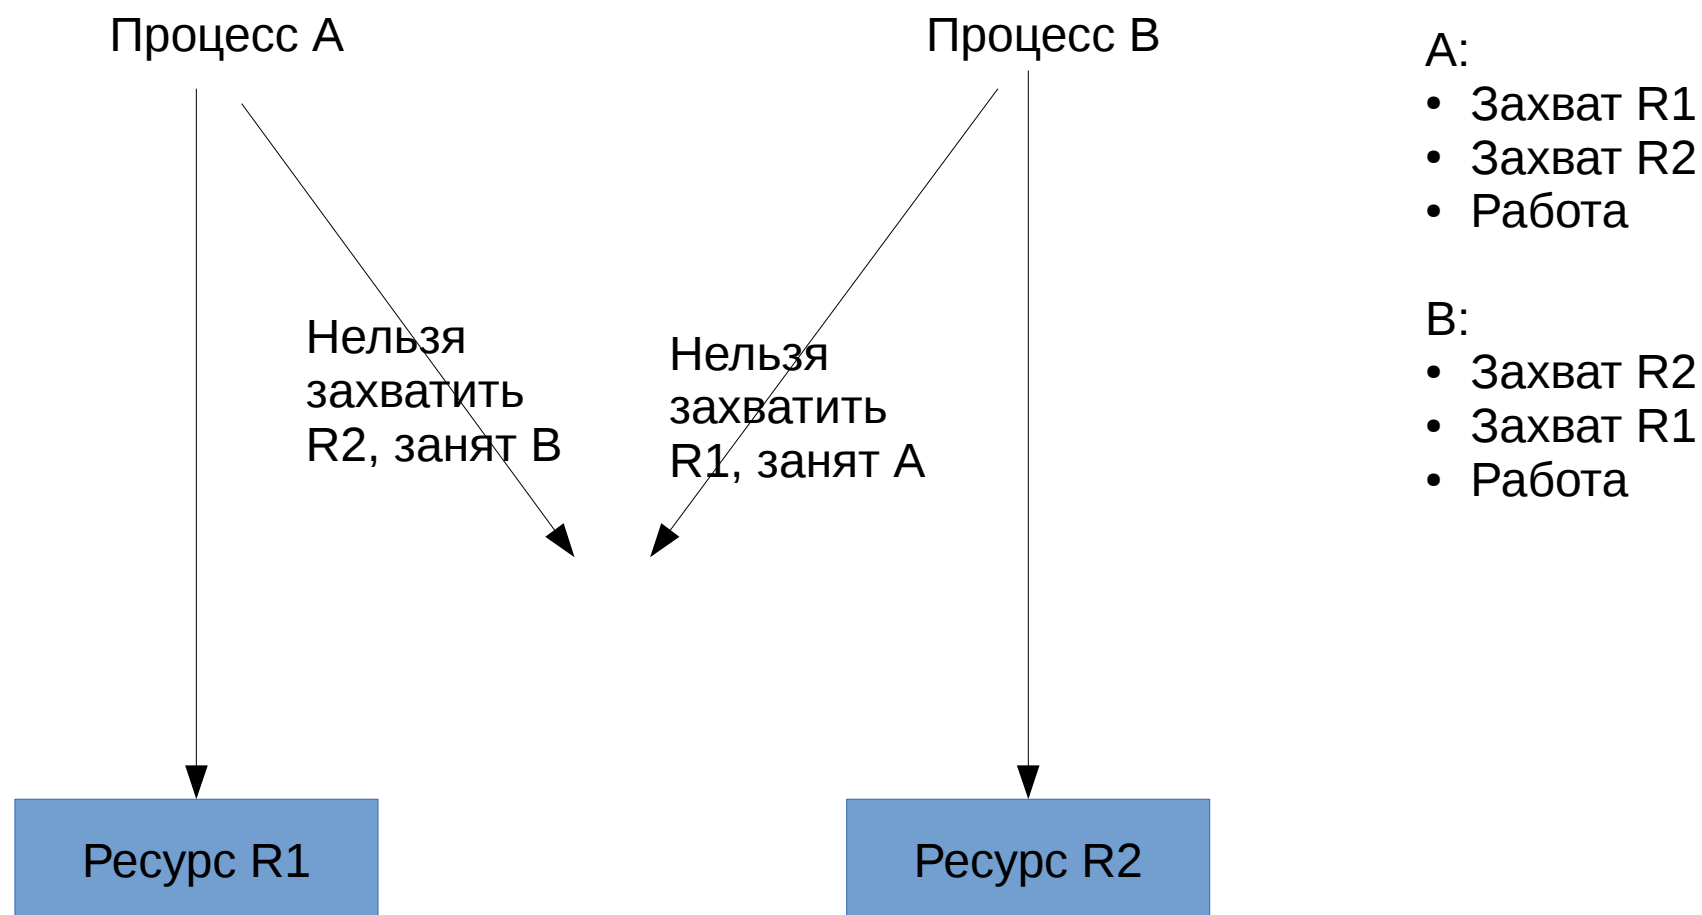 Процесс A
Процесс B
Нельзя
захватить
R2, занят B
Нельзя
захватить
R1, занят A
Ресурс R1
Ресурс R2
A:
• Захват R1
• Захват R2
• Работа
B:
• Захват R2
• Захват R1
• Работа